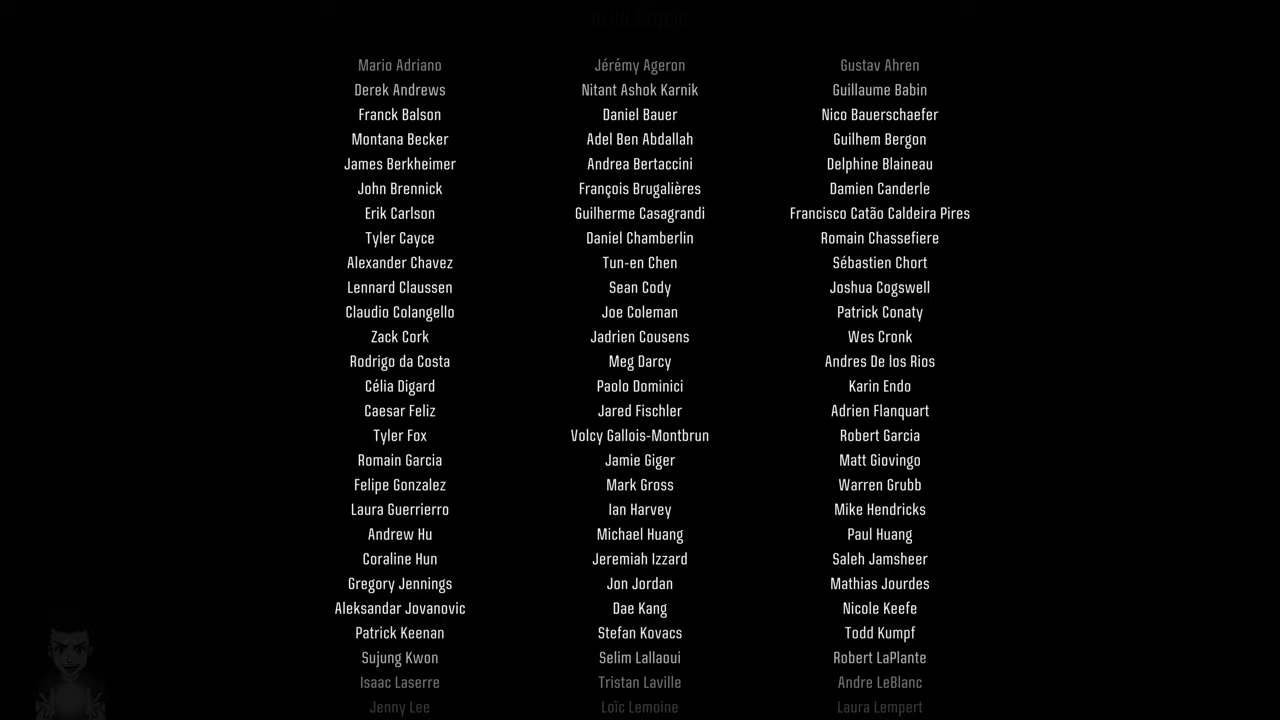 Mario Adriano Jérémy Ageron Gustav Ahren
Derek Andrews Nitant Ashok Karnik Guillaume Babin
Franck Balson Daniel Bauer Nico Bauerschaefer
Montana Becker Adel Ben Abdallah Guilhem Bergon
James Berkheimer Andrea Bertaccini Delphine Blaineau
John Brennick François Brugalières Damien Canderle
Erik Carlson Guilherme Casagrandi Francisco Catão Caldeira Pires
Tyler Cayce Daniel Chamberlin Romain Chassefiere
Alexander Chavez Tun-en Chen Sébastien Chort
Lennard Claussen Sean Cody Joshua Cogswell
Claudio Colangello Joe Coleman Patrick Conaty
Zack Cork Jadrien Cousens Wes Cronk
Rodrigo da Costa Meg Darcy Andres De los Rios
Célia Digard Paolo Dominici Karin Endo
Caesar Feliz Jared Fischler Adrien Flanquart
Tyler Fox Volcy Gallois-Montbrun Robert Garcia
Romain Garcia Jamie Giger Matt Giovingo
Felipe Gonzalez Mark Gross Warren Grubb
Laura Guerrierro Ian Harvey Mike Hendricks
Andrew Hu Michael Huang Paul Huang
Coraline Hun Jeremiah Izzard Saleh Jamsheer
Gregory Jennings Jon Jordan Mathias Jourdes
Aleksandar Jovanovic Dae Kang Nicole Keefe
Patrick Keenan Stefan Kovacs Todd Kumpf
Sujung Kwon Selim Lallaoui Robert LaPlante
Isaac Laserre Tristan Laville Andre LeBlanc
Jenny Lee Loïc Lemoine Laura Lempert